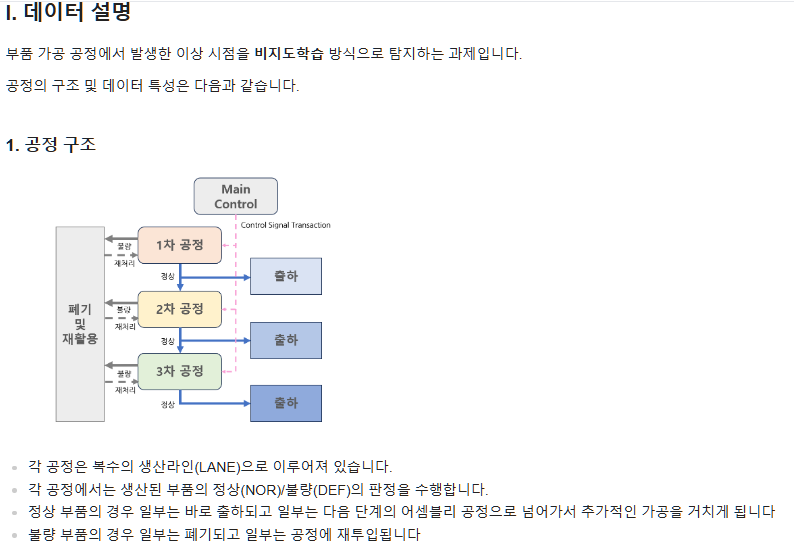 I. 데이터 설명
부품 가공 공정에서 발생한 이상 시점을 비지도학습 방식으로 탐지하는 과제입니다.
공정의 구조 및 데이터 특성은 다음과 같습니다.
1. 공정 구조
Main
Control
Control Signal Transaction
불량
1차 공정
재처리
정상
출하
폐기
및
재활용
불량
2차 공정
재처리
정상
출하
불량
3차 공정
재처리
정상
출하
각 공정은 복수의 생산라인(LANE)으로 이루어져 있습니다.
각 공정에서는 생산된 부품의 정상(NOR)/불량(DEF)의 판정을 수행합니다.
정상 부품의 경우 일부는 바로 출하되고 일부는 다음 단계의 어셈블리 공정으로 넘어가서 추가적인 가공을 거치게 됩니다
불량 부품의 경우 일부는 폐기되고 일부는 공정에 재투입됩니다